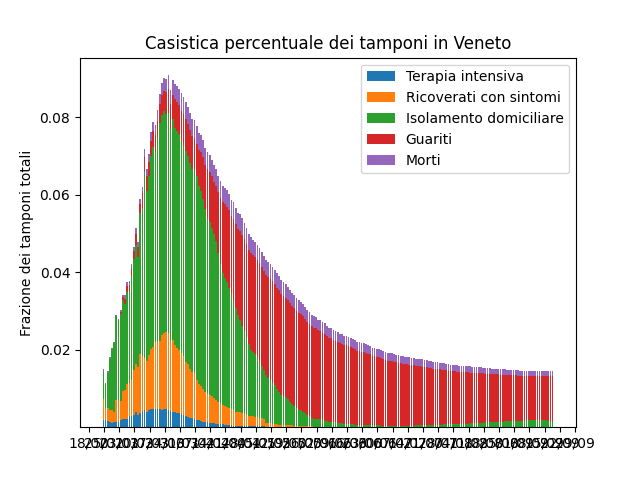 Casistica percentuale dei tamponi in Veneto
Terapia intensiva
Ricoverati con sintomi
Isolamento domiciliare
Guariti
Morti
Frazione dei tamponi totali
0.08
0.06
0.04
0.02